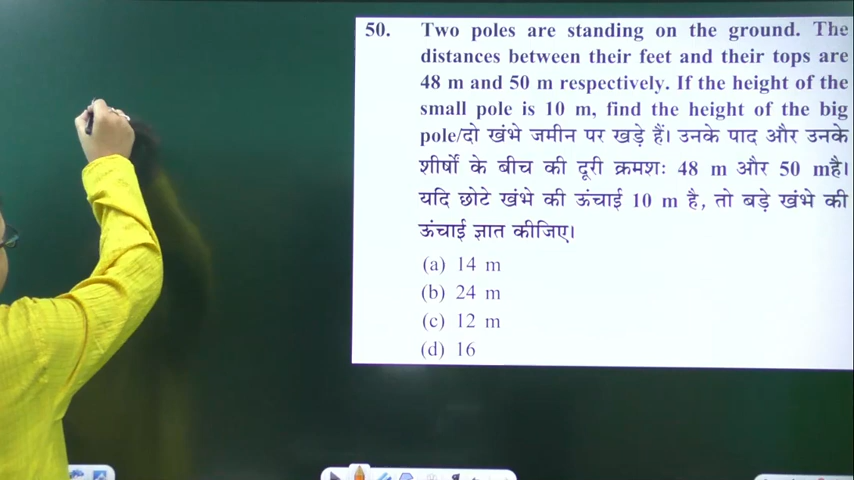 50. Two poles are standing on the ground. The
distances between their feet and their tops are
48 m and 50 m respectively. If the height of the
small pole is 10 m, find the height of the big
pole/दो खंभे जमीन पर खड़े हैं। उनके पाद और उनके
शीर्षों के बीच की दूरी क्रमशः 48 m और 50 mहै।
यदि छोटे खंभे की ऊंचाई 10 m है, तो बड़े खंभे की
ऊंचाई ज्ञात कीजिए।
(a) 14 m
(b) 24 m
(c) 12 m
(d) 16